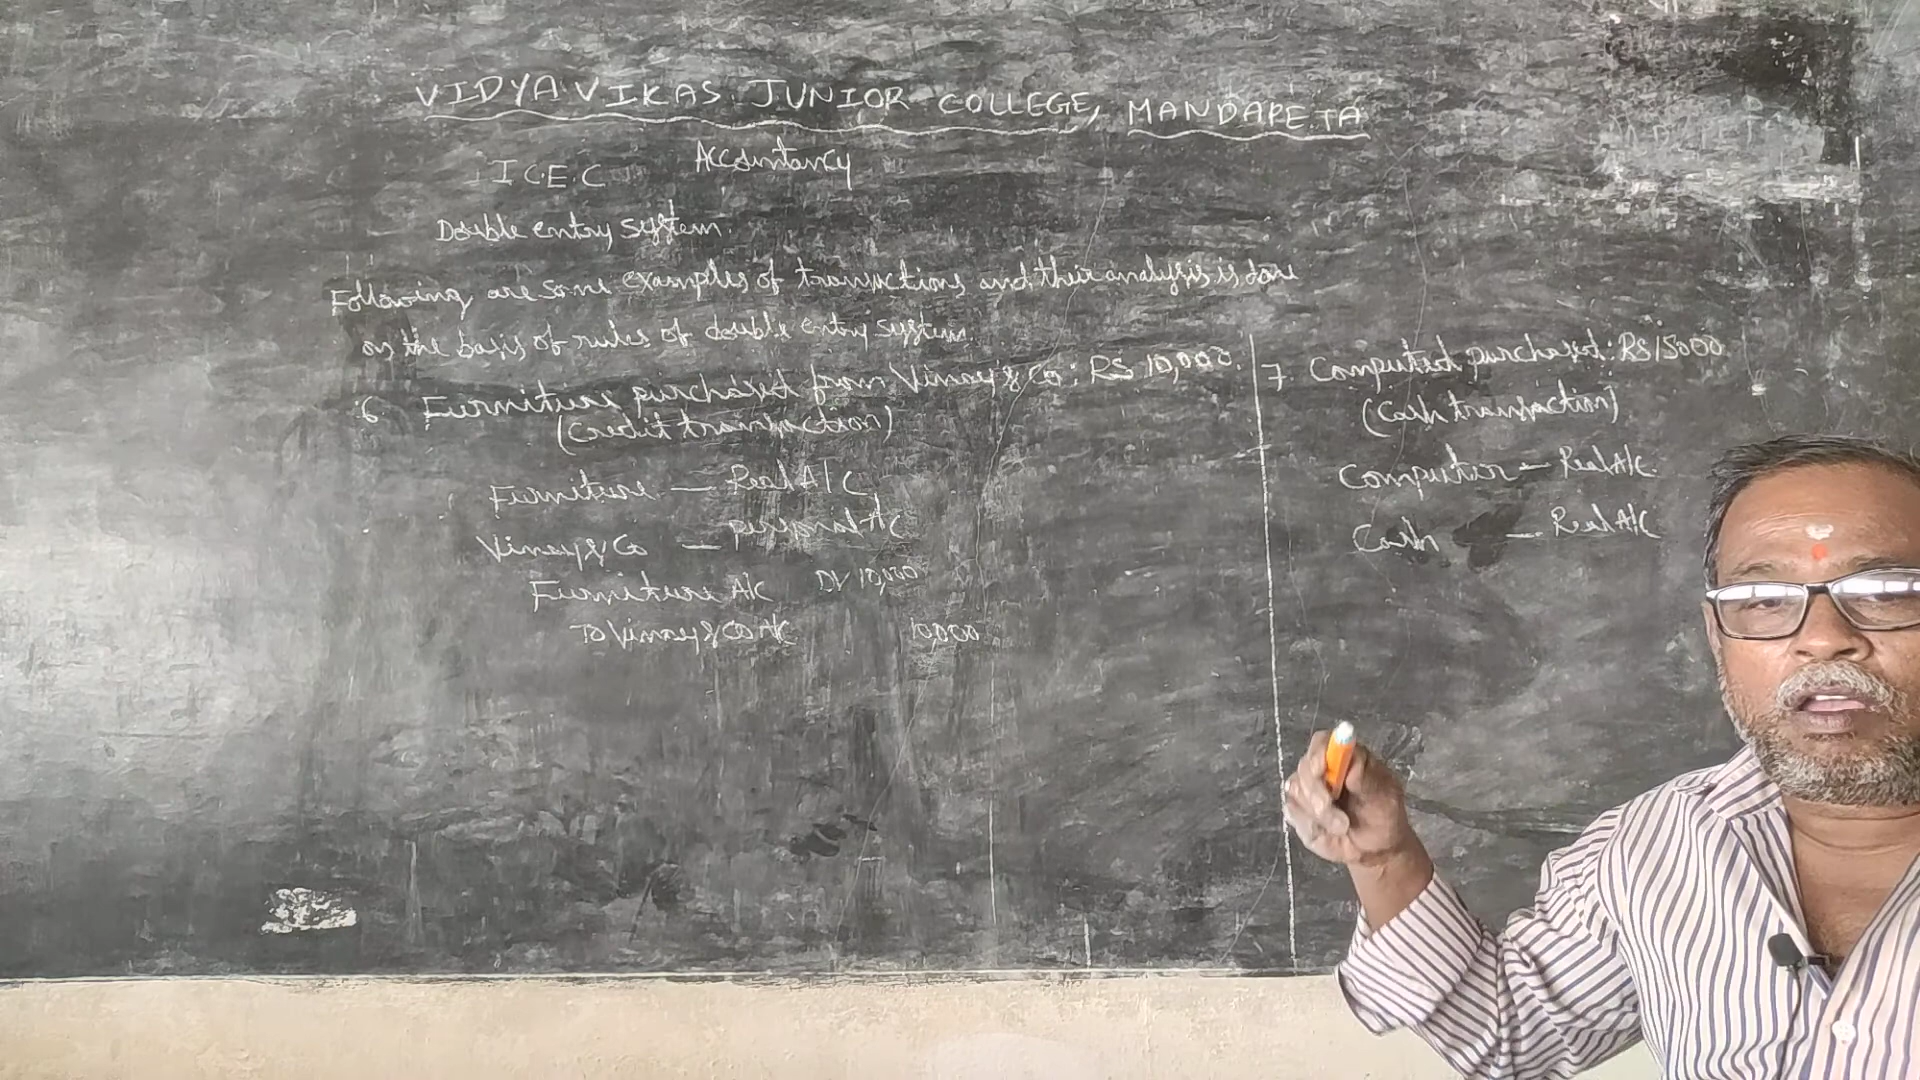 VIDYA VIKAS JUNIOR COLLEGE, MANDAPETA
I C.E.C Accountancy
Double entry system.
Following are some examples of transactions and their analysis is done
on the basis of rules of double entry system.
6 Furniture purchased from Vinay & Co: RS 10,000.
(Credit transaction)
Furniture — Real A/C,
Vinay & Co — personal A/C
Furniture A/C Dr 10,000
To Vinay & Co A/C 10,000
7. Computed purchased: RS 15000
(Cash transaction)
Computer — Real A/C.
Cash — Real A/C